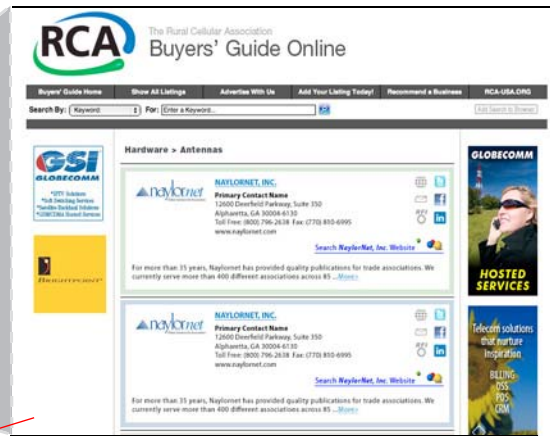 RCA
The Rural Cellular Association
Buyers' Guide Online
Buyers' Guide Home Show All Listings Advertise With Us Add Your Listing Today! Recommend a Business RCA-USA.ORG
Search By: Keyword For: Enter a Keyword... Add Search to Browser
Hardware > Antennas
GSI
GLOBECOMM
naylornet
NAYLORNET, INC.
Primary Contact Name
12600 Deerfield Parkway, Suite 350
Alpharetta, GA 30004-6130
Toll Free: (800) 796-2638 Fax: (770) 810-6995
www.naylornet.com
Search NaylorNet, Inc. Website
For more than 35 years, Naylornet has provided quality publications for trade associations. We
currently serve more than 400 different associations across 85 ...More>
naylornet
NAYLORNET, INC.
Primary Contact Name
12600 Deerfield Parkway, Suite 350
Alpharetta, GA 30004-6130
Toll Free: (800) 796-2638 Fax: (770) 810-6995
www.naylornet.com
Search NaylorNet, Inc. Website
For more than 35 years, Naylornet has provided quality publications for trade associations. We
currently serve more than 400 different associations across 85 ...More>
GLOBECOMM
HOSTED
SERVICES
Telecom solutions
that nurture
inspiration
BILLING
OSS
POS
CRM